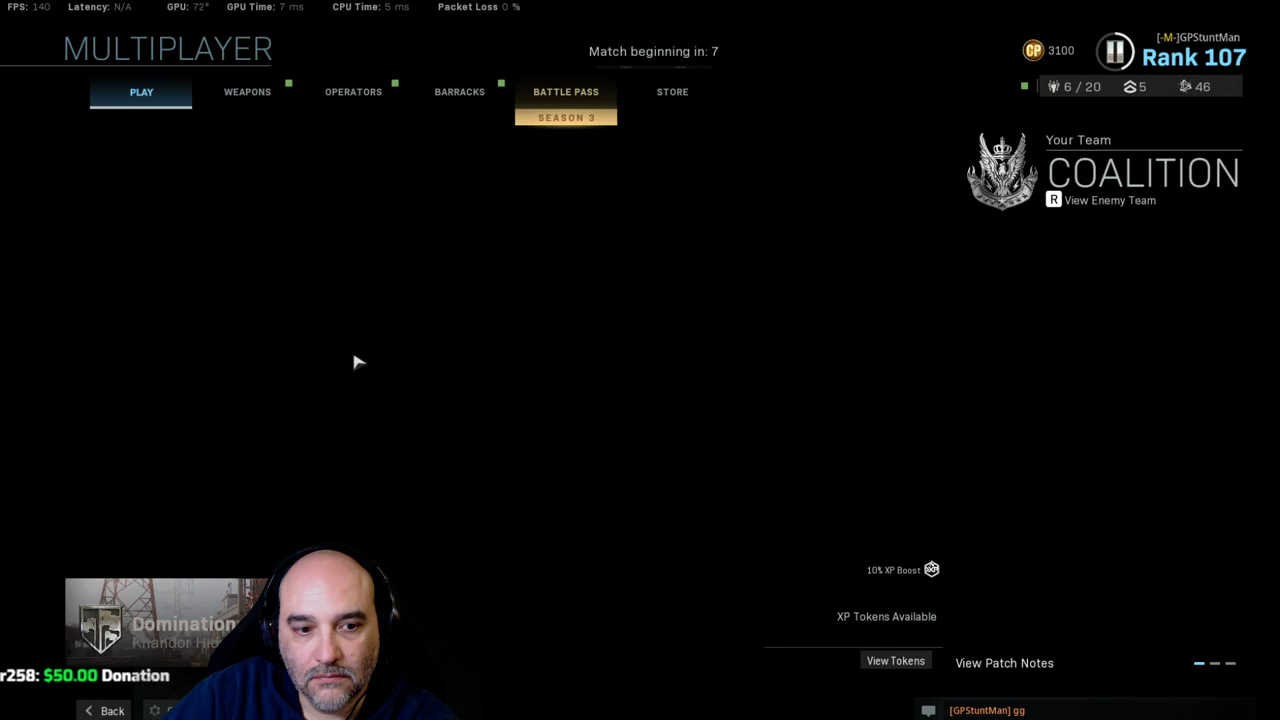 FPS: 140 Latency: N/A GPU: 72° GPU Time: 7 ms CPU Time: 5 ms Packet Loss 0 %
MULTIPLAYER
Match beginning in: 7
CP 3100
[-M-]GPStuntMan
Rank 107
PLAY WEAPONS OPERATORS BARRACKS BATTLE PASS STORE
SEASON 3
6 / 20 5 46
Your Team
COALITION
R View Enemy Team
10% XP Boost
XP Tokens Available
Domination
Khandor
View Tokens
View Patch Notes
r258: $50.00 Donation
Back
[GPStuntMan] gg